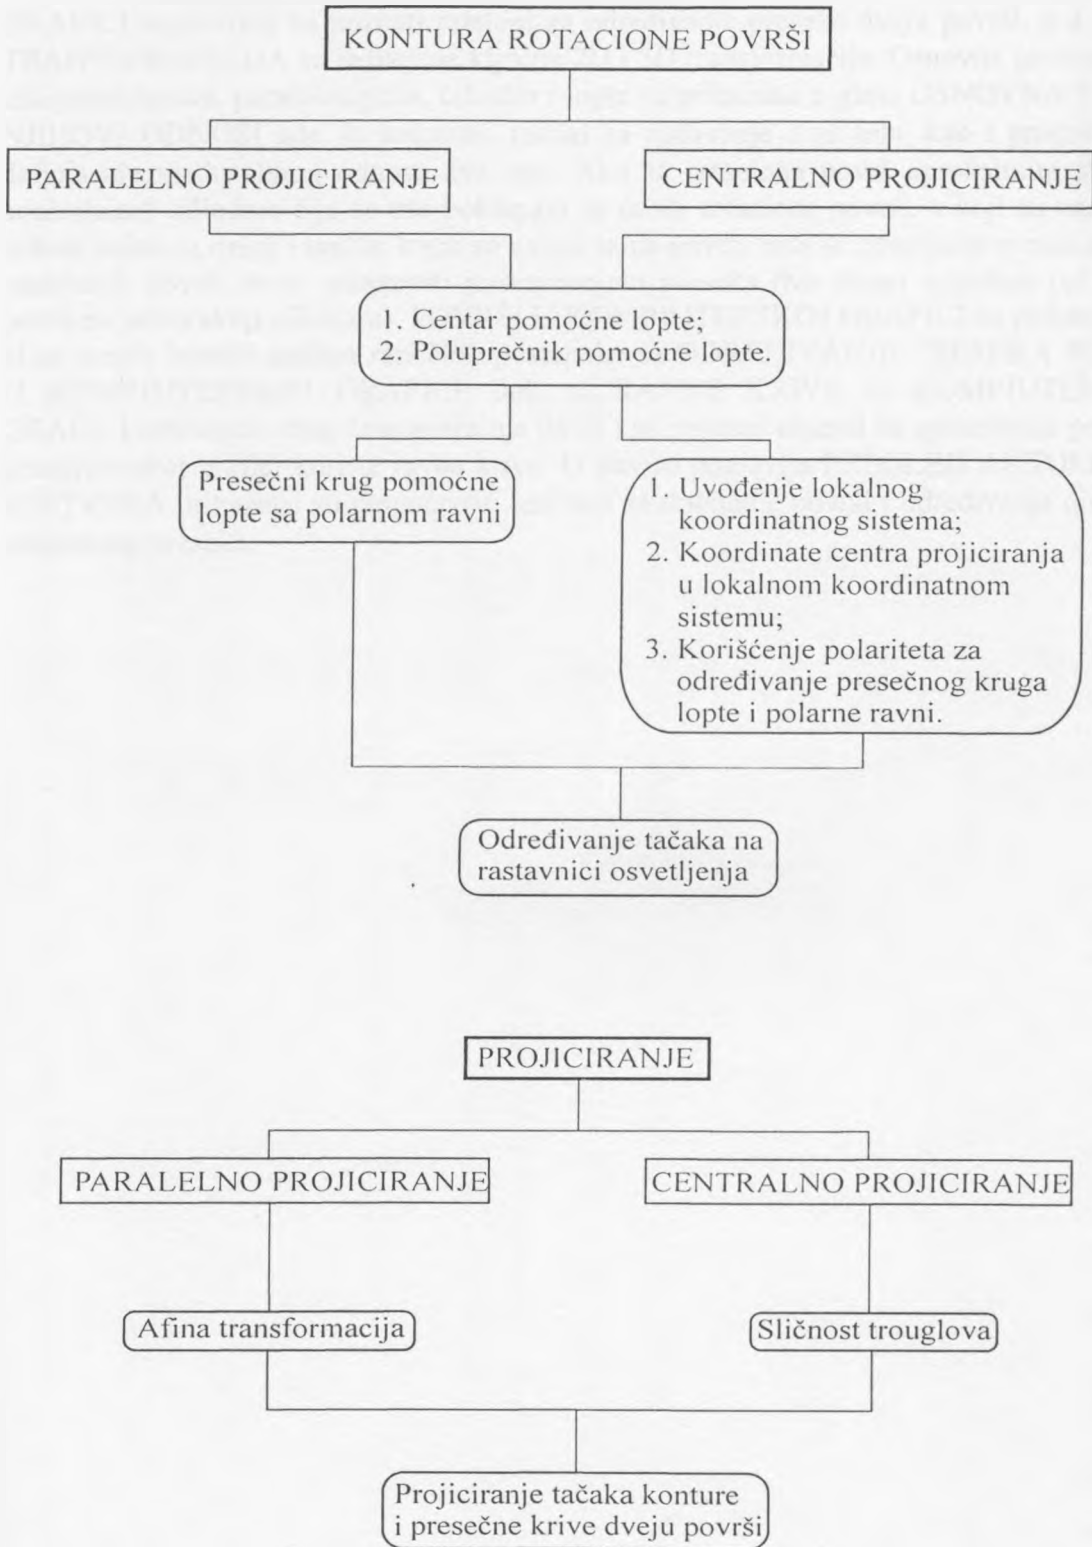 KONTURA ROTACIONE POVRŠI
PARALELNO PROJICIRANJE
CENTRALNO PROJICIRANJE
1. Centar pomoćne lopte;
2. Poluprečnik pomoćne lopte.
Presečni krug pomoćne
lopte sa polarnom ravni
1. Uvođenje lokalnog
koordinatnog sistema;
2. Koordinate centra projiciranja
u lokalnom koordinatnom
sistemu;
3. Korišćenje polariteta za
određivanje presečnog kruga
lopte i polarne ravni.
Određivanje tačaka na
rastavnici osvetljenja
PROJICIRANJE
PARALELNO PROJICIRANJE
CENTRALNO PROJICIRANJE
Afina transformacija
Sličnost trouglova
Projiciranje tačaka konture
i presečne krive dveju površi